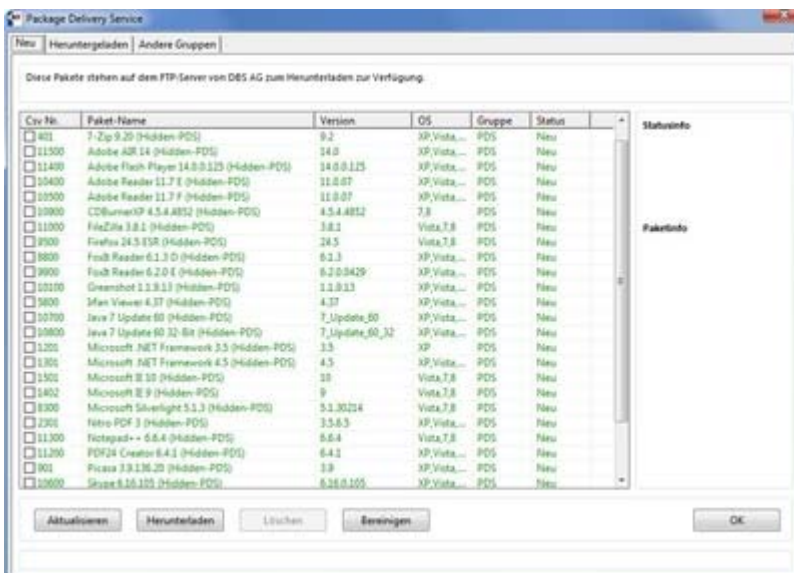 Package Delivery Service
Neu Heruntergeladen Andere Gruppen
Diese Pakete stehen auf dem FTP-Server von DBS AG zum Herunterladen zur Verfügung.
Csv Nr. Paket-Name Version OS Gruppe Status
401 7-Zip 9.20 (Hidden-PDS) 9.2 XP,Vista,... PDS Neu
11500 Adobe AIR 14 (Hidden-PDS) 14.0 XP,Vista,... PDS Neu
11400 Adobe Flash Player 14.0.0.125 (Hidden-PDS) 14.0.0.125 XP,Vista,... PDS Neu
10400 Adobe Reader 11.7 E (Hidden-PDS) 11.0.07 XP,Vista,... PDS Neu
10500 Adobe Reader 11.7 F (Hidden-PDS) 11.0.07 XP,Vista,... PDS Neu
10900 CDBurnerXP 4.5.4.4852 (Hidden-PDS) 4.5.4.4852 7,8 PDS Neu
11000 FileZilla 3.8.1 (Hidden-PDS) 3.8.1 Vista,7,8 PDS Neu
9500 Firefox 24.5 ESR (Hidden-PDS) 24.5 Vista,7,8 PDS Neu
8800 Foxit Reader 6.1.3 D (Hidden-PDS) 6.1.3 XP,Vista,... PDS Neu
9900 Foxit Reader 6.2.0 E (Hidden-PDS) 6.2.0.0429 XP,Vista,... PDS Neu
10100 Greenshot 1.1.9.13 (Hidden-PDS) 1.1.9.13 XP,Vista,... PDS Neu
5800 Irfan Viewer 4.37 (Hidden-PDS) 4.37 XP,Vista,... PDS Neu
10700 Java 7 Update 60 (Hidden-PDS) 7_Update_60 XP,Vista,... PDS Neu
10800 Java 7 Update 60 32-Bit (Hidden-PDS) 7_Update_60_32 XP,Vista,... PDS Neu
1201 Microsoft .NET Framework 3.5 (Hidden-PDS) 3.5 XP PDS Neu
1301 Microsoft .NET Framework 4.5 (Hidden-PDS) 4.5 XP,Vista,... PDS Neu
1501 Microsoft IE 10 (Hidden-PDS) 10 Vista,7,8 PDS Neu
1402 Microsoft IE 9 (Hidden-PDS) 9 Vista,7,8 PDS Neu
8300 Microsoft Silverlight 5.1.3 (Hidden-PDS) 5.1.30214 Vista,7,8 PDS Neu
2301 Nitro PDF 3 (Hidden-PDS) 3.5.6.5 XP,Vista,... PDS Neu
11300 Notepad++ 6.6.4 (Hidden-PDS) 6.6.4 Vista,7,8 PDS Neu
11200 PDF24 Creator 6.4.1 (Hidden-PDS) 6.4.1 XP,Vista,... PDS Neu
901 Picasa 3.9.136.20 (Hidden-PDS) 3.9 XP,Vista,... PDS Neu
10600 Skype 6.16.105 (Hidden-PDS) 6.16.0.105 XP,Vista,... PDS Neu
Statusinfo
Paketinfo
Aktualisieren Herunterladen Löschen Bereinigen OK